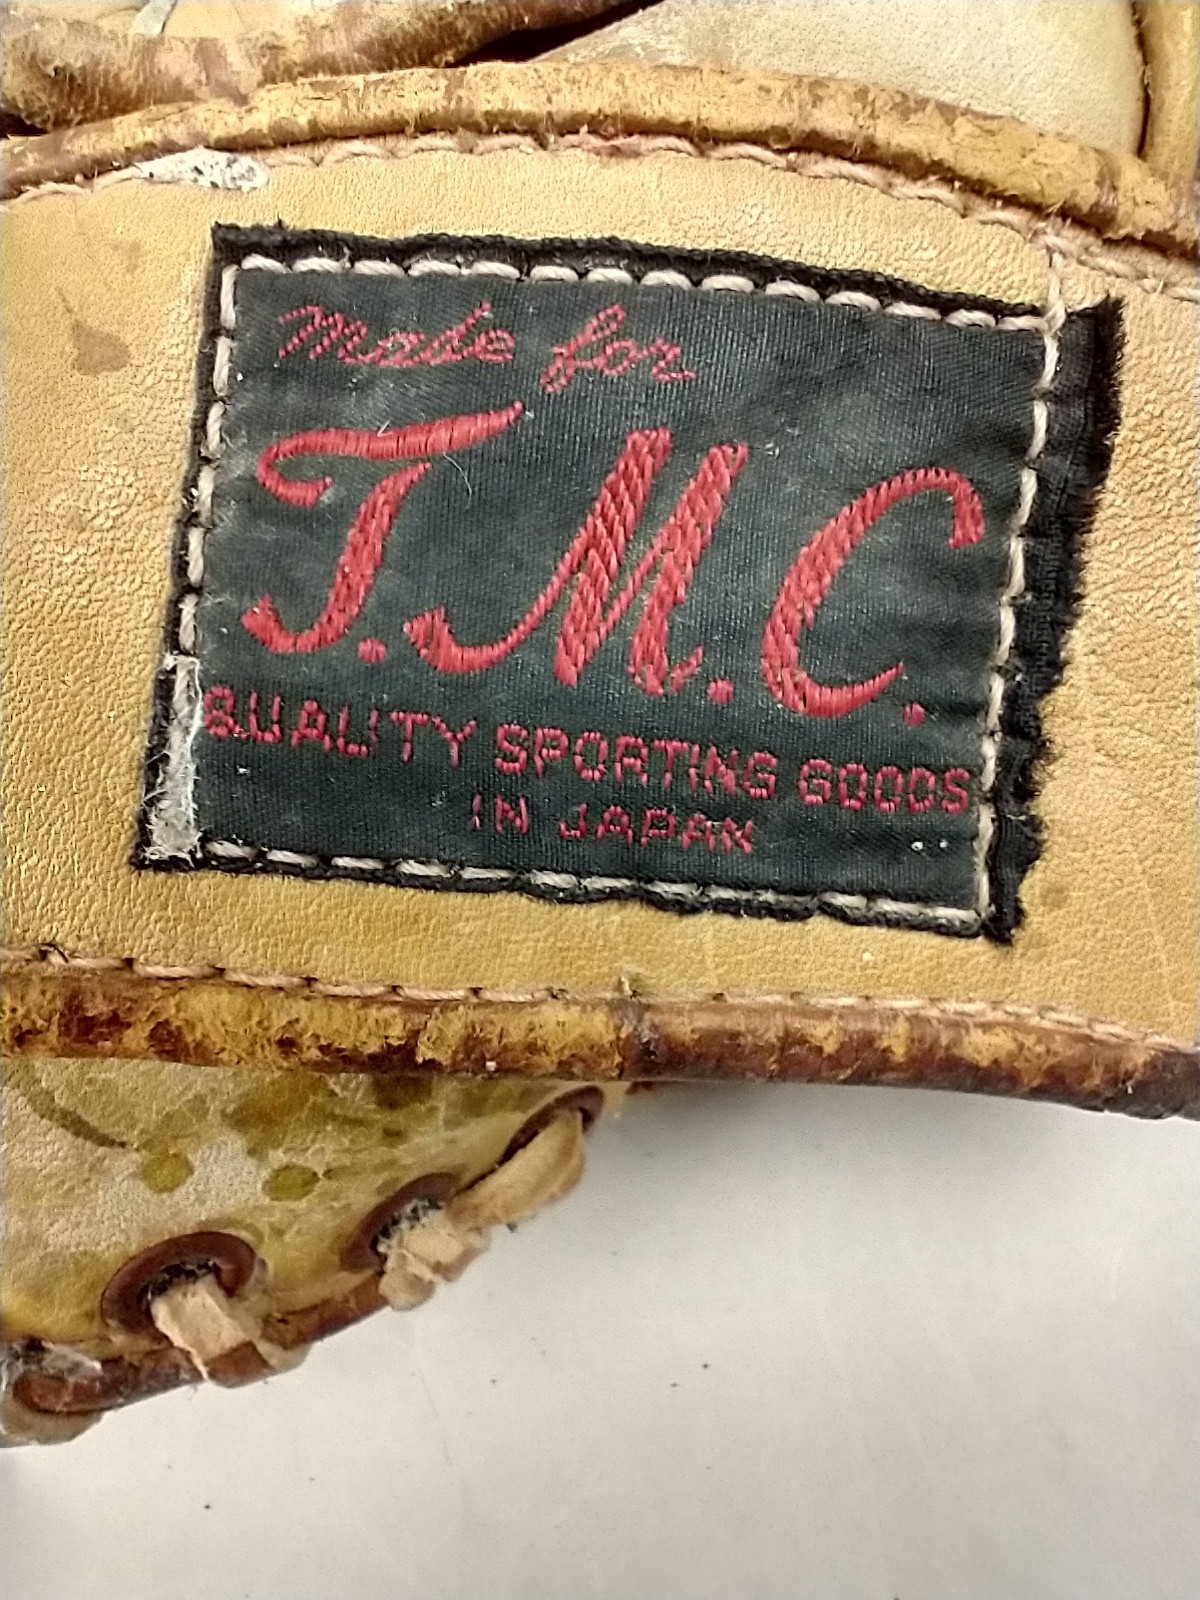 made for
T.M.C.
QUALITY SPORTING GOODS
IN JAPAN